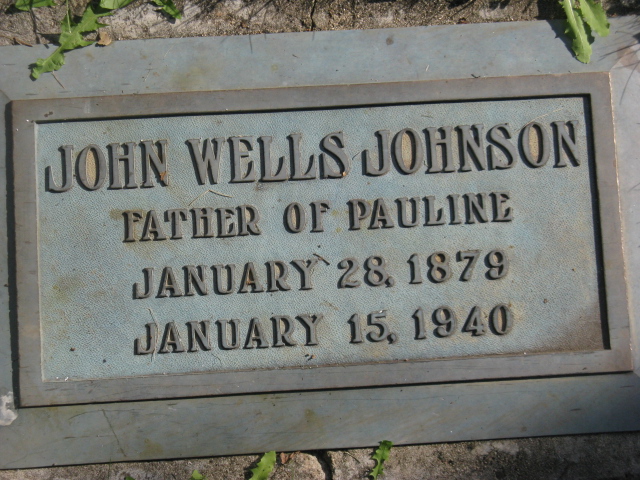 JOHN WELLS JOHNSON
FATHER OF PAULINE
JANUARY 28, 1879
JANUARY 15, 1940